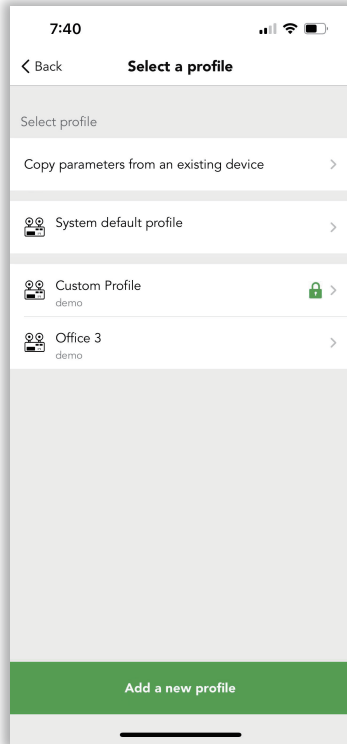 7:40
Back
Select a profile
Select profile
Copy parameters from an existing device
System default profile
Custom Profile
demo
Office 3
demo
Add a new profile